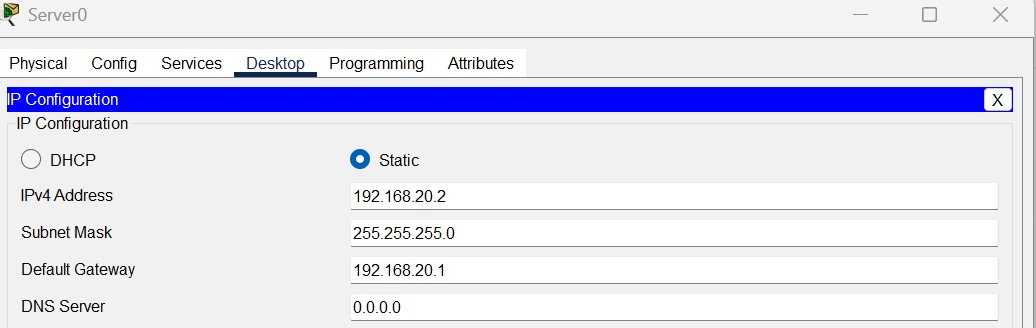 Server0
Physical Config Services Desktop Programming Attributes
IP Configuration X
IP Configuration
DHCP Static
IPv4 Address 192.168.20.2
Subnet Mask 255.255.255.0
Default Gateway 192.168.20.1
DNS Server 0.0.0.0